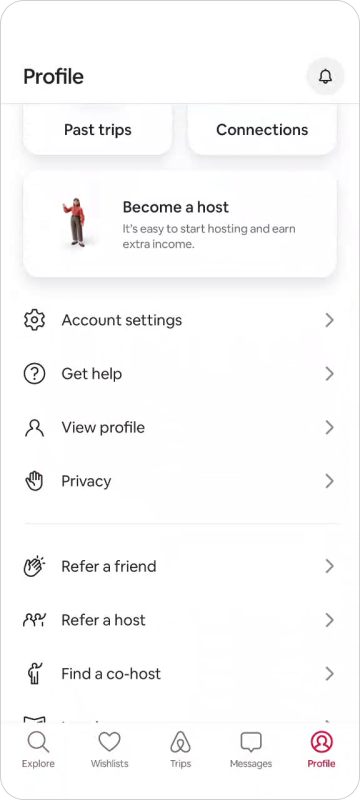 Profile
Past trips
Connections
Become a host
It's easy to start hosting and earn
extra income.
Account settings
Get help
View profile
Privacy
Refer a friend
Refer a host
Find a co-host
Explore
Wishlists
Trips
Messages
Profile